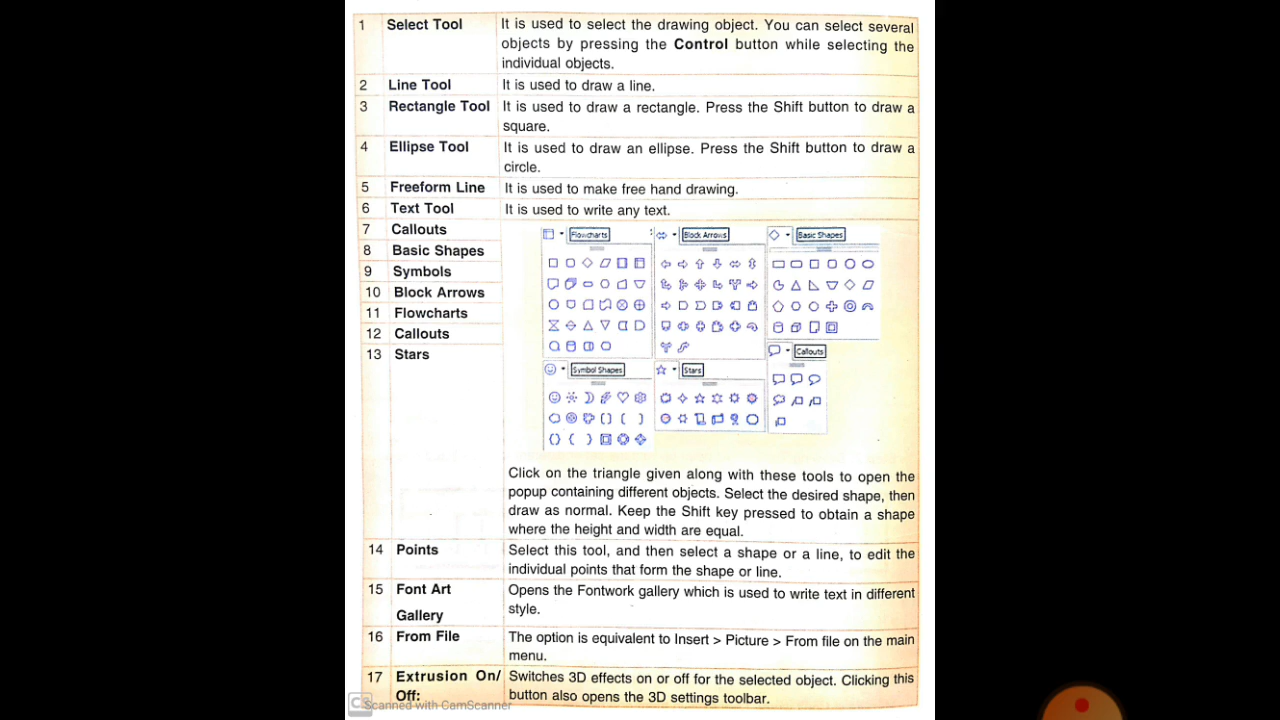 1 Select Tool It is used to select the drawing object. You can select several
objects by pressing the Control button while selecting the
individual objects.
2 Line Tool It is used to draw a line.
3 Rectangle Tool It is used to draw a rectangle. Press the Shift button to draw a
square.
4 Ellipse Tool It is used to draw an ellipse. Press the Shift button to draw a
circle.
5 Freeform Line It is used to make free hand drawing.
6 Text Tool It is used to write any text.
7 Callouts
8 Basic Shapes
9 Symbols
10 Block Arrows
11 Flowcharts
12 Callouts
13 Stars
Flowcharts Block Arrows Basic Shapes
Callouts
Symbol Shapes Stars
Click on the triangle given along with these tools to open the
popup containing different objects. Select the desired shape, then
draw as normal. Keep the Shift key pressed to obtain a shape
where the height and width are equal.
14 Points Select this tool, and then select a shape or a line, to edit the
individual points that form the shape or line.
15 Font Art Opens the Fontwork gallery which is used to write text in different
Gallery style.
16 From File The option is equivalent to Insert > Picture > From file on the main
menu.
17 Extrusion On/ Switches 3D effects on or off for the selected object. Clicking this
Off: button also opens the 3D settings toolbar.
CS Scanned with CamScanner